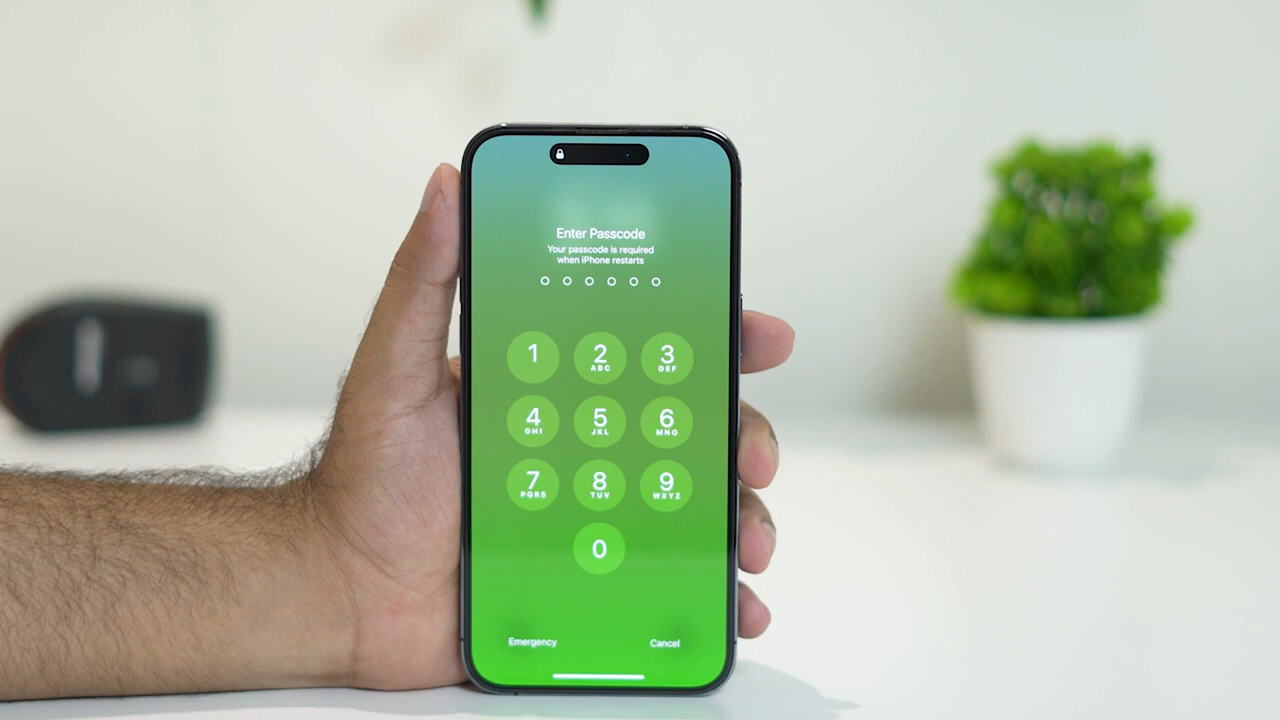 Enter Passcode
Your passcode is required
when iPhone restarts
1
2
ABC
3
DEF
4
GHI
5
JKL
6
MNO
7
PQRS
8
TUV
9
WXYZ
0
Emergency
Cancel